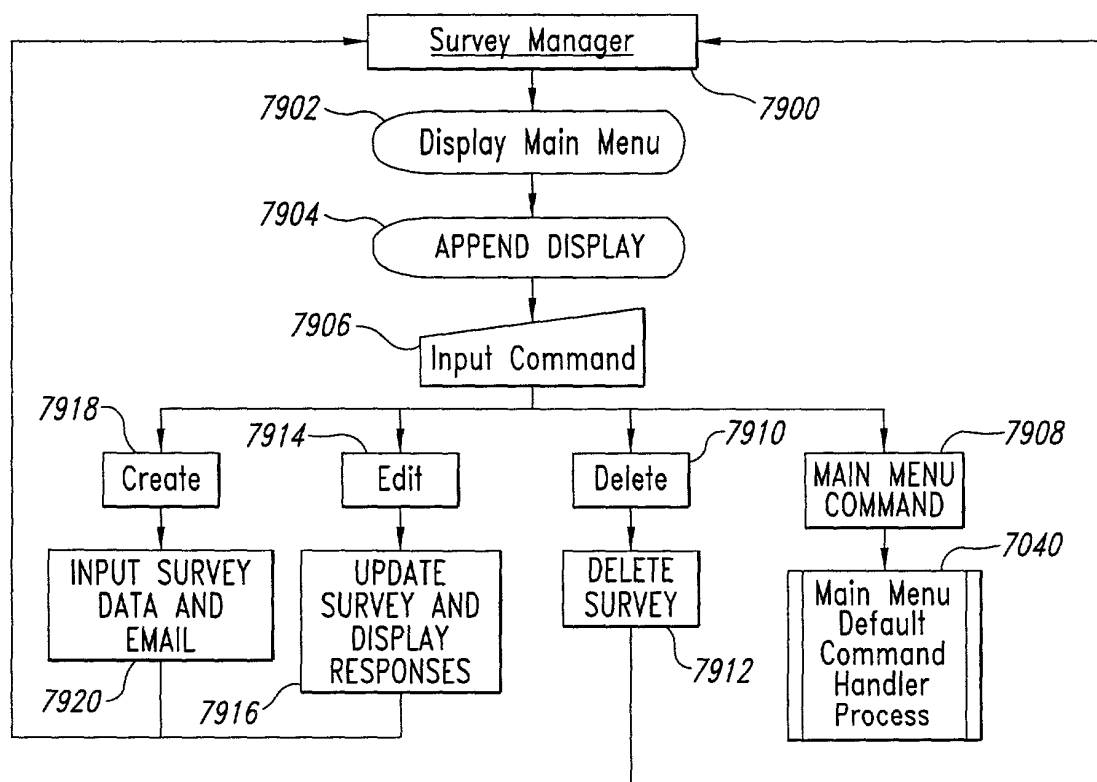 Survey Manager
7900
7902
Display Main Menu
7904
APPEND DISPLAY
7906
Input Command
7918
7914
7910
7908
Create
Edit
Delete
MAIN MENU
COMMAND
7040
INPUT SURVEY
DATA AND
EMAIL
7920
UPDATE
SURVEY AND
DISPLAY
RESPONSES
7916
DELETE
SURVEY
7912
Main Menu
Default
Command
Handler
Process